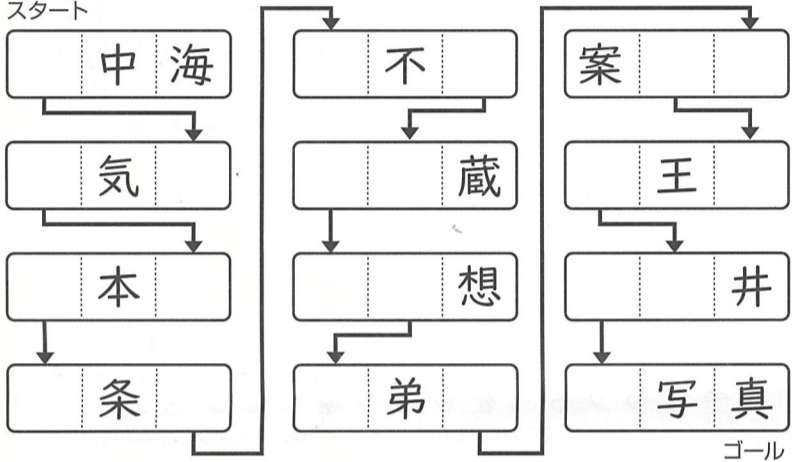 スタート
中海
不
案
気
蔵
王
本
想
井
条
弟
写真
ゴール